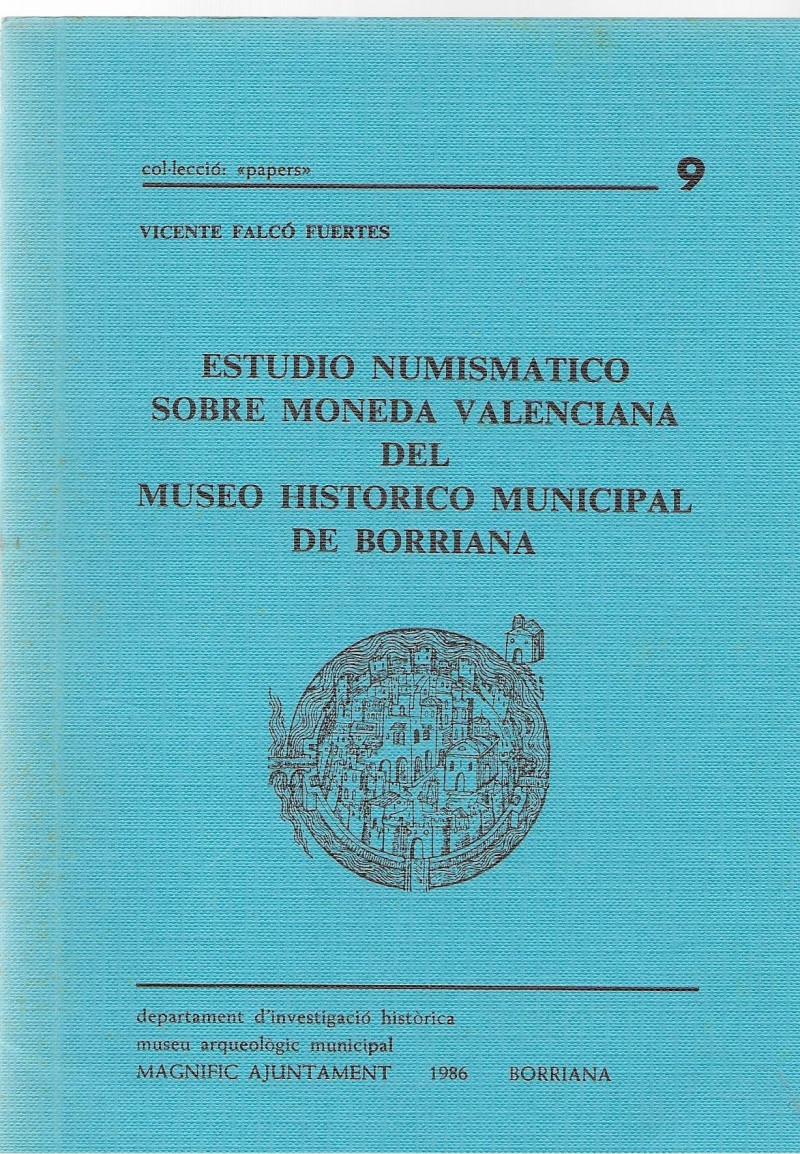 col·lecció: «papers» 9
VICENTE FALCÓ FUERTES
ESTUDIO NUMISMATICO
SOBRE MONEDA VALENCIANA
DEL
MUSEO HISTORICO MUNICIPAL
DE BORRIANA
departament d'investigació històrica
museu arqueològic municipal
MAGNIFIC AJUNTAMENT 1986 BORRIANA